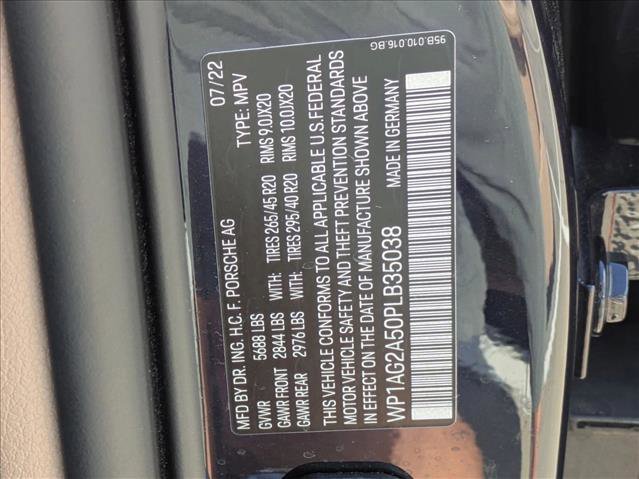 95B.010.016.BG
MFD BY DR. ING. H.C. F. PORSCHE AG 07/22
GVWR 5688 LBS TYPE: MPV
GAWR FRONT 2844 LBS WITH: TIRES 265/45 R20 RIMS 9.0JX20
GAWR REAR 2976 LBS WITH: TIRES 295/40 R20 RIMS 10.0JX20
THIS VEHICLE CONFORMS TO ALL APPLICABLE U.S.FEDERAL
MOTOR VEHICLE SAFETY AND THEFT PREVENTION STANDARDS
IN EFFECT ON THE DATE OF MANUFACTURE SHOWN ABOVE
WP1AG2A50PLB35038 MADE IN GERMANY